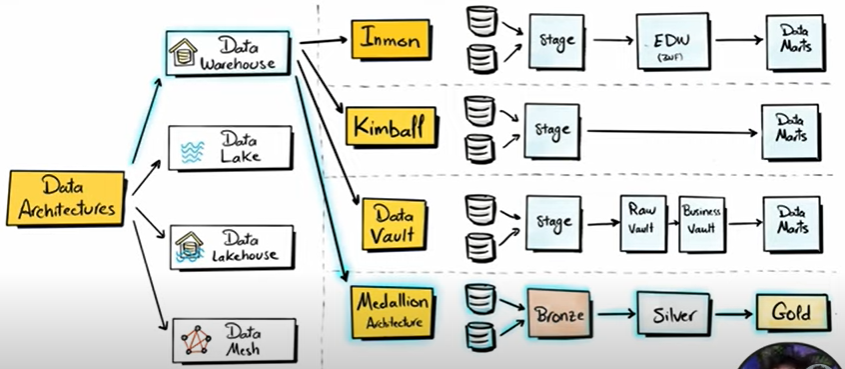 Data
Architectures
Data
Warehouse
Data
Lake
Data
Lakehouse
Data
Mesh
Inmon
Stage
EDW
(3NF)
Data
Marts
Kimball
Stage
Data
Marts
Data
Vault
Stage
Raw
Vault
Business
Vault
Data
Marts
Medallion
Architecture
Bronze
Silver
Gold